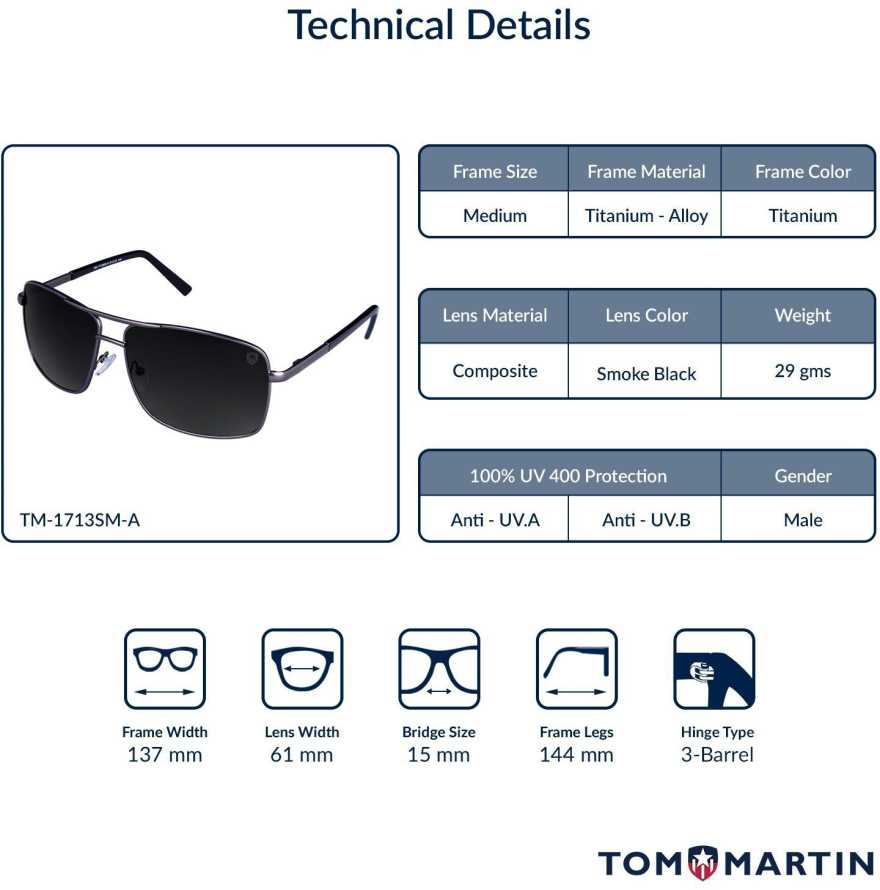 Technical Details
Frame Size Frame Material Frame Color
Medium Titanium - Alloy Titanium
Lens Material Lens Color Weight
Composite Smoke Black 29 gms
100% UV 400 Protection Gender
Anti - UV.A Anti - UV.B Male
TM-1713SM-A
Frame Width Lens Width Bridge Size Frame Legs Hinge Type
137 mm 61 mm 15 mm 144 mm 3-Barrel
TOM MARTIN